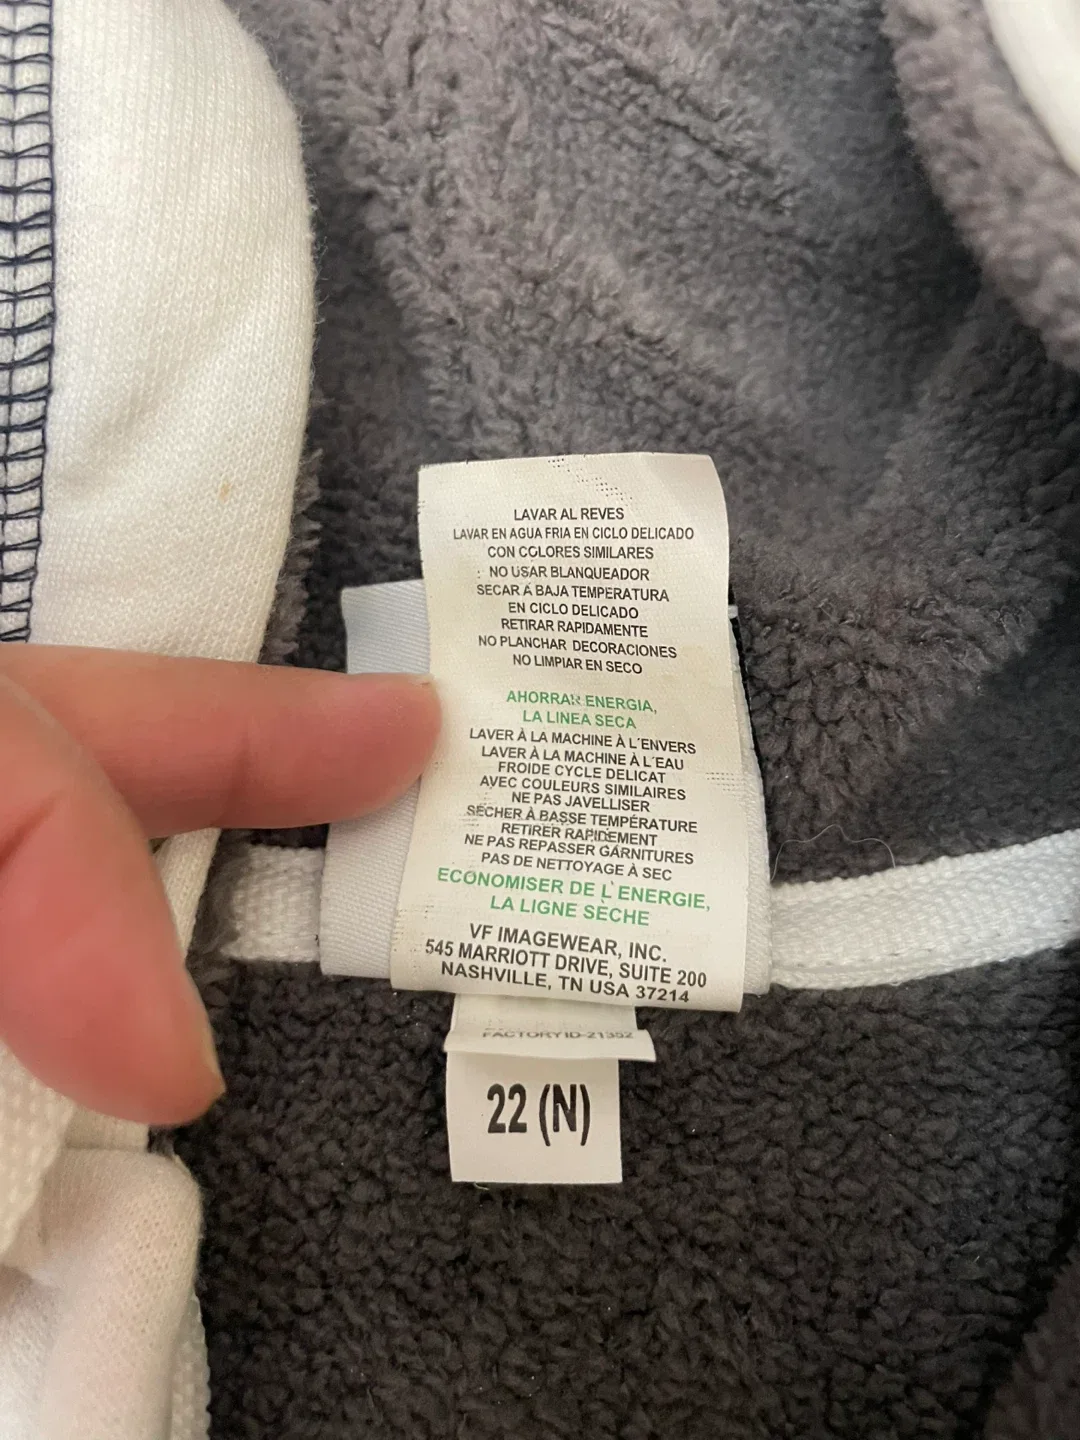 LAVAR AL REVES
LAVAR EN AGUA FRIA EN CICLO DELICADO
CON COLORES SIMILARES
NO USAR BLANQUEADOR
SECAR A BAJA TEMPERATURA
EN CICLO DELICADO
RETIRAR RAPIDAMENTE
NO PLANCHAR DECORACIONES
NO LIMPIAR EN SECO
AHORRAR ENERGIA,
LA LINEA SECA
LAVER À LA MACHINE À L'ENVERS
LAVER À LA MACHINE À L'EAU
FROIDE CYCLE DELICAT
AVEC COULEURS SIMILAIRES
NE PAS JAVELLISER
SÉCHER À BASSE TEMPÉRATURE
RETIRER RAPIDEMENT
NE PAS REPASSER GARNITURES
PAS DE NETTOYAGE À SEC
ECONOMISER DE L'ENERGIE,
LA LIGNE SECHE
VF IMAGEWEAR, INC.
545 MARRIOTT DRIVE, SUITE 200
NASHVILLE, TN USA 37214
FACTORY ID-21352
22 (N)